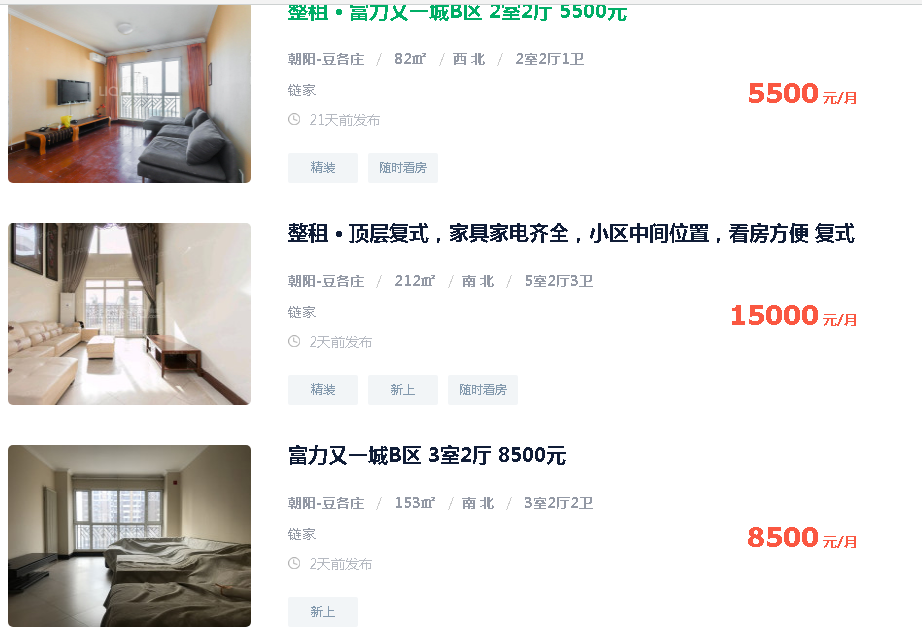 整租 • 富力又一城B区 2室2厅 5500元
朝阳-豆各庄 / 82㎡ / 西 北 / 2室2厅1卫
链家
5500 元/月
21天前发布
精装 随时看房
整租 • 顶层复式，家具家电齐全，小区中间位置，看房方便 复式
朝阳-豆各庄 / 212㎡ / 南 北 / 5室2厅3卫
链家
15000 元/月
2天前发布
精装 新上 随时看房
富力又一城B区 3室2厅 8500元
朝阳-豆各庄 / 153㎡ / 南 北 / 3室2厅2卫
链家
8500 元/月
2天前发布
新上